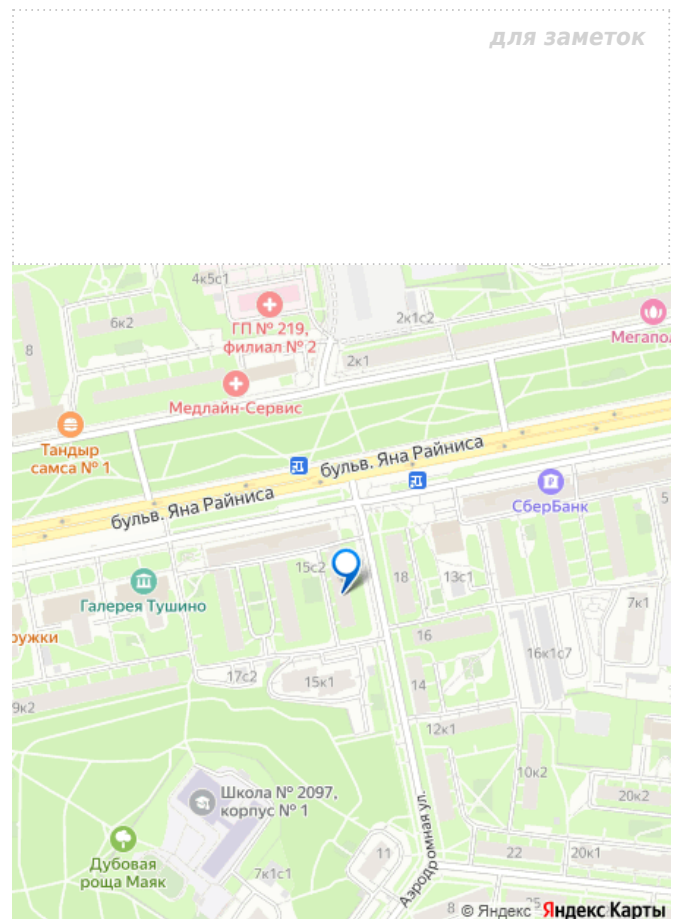 для заметок
4к5с1
6к2
8
ГП № 219,
филиал № 2
2к1с2
Мегапол
2к1
Медлайн-Сервис
Тандыр
самса № 1
бульв. Яна Райниса
бульв. Яна Райниса
СберБанк
5
15с2
18
13с1
Галерея Тушино
7к1
ружки
16
16к1с7
17с2
15к1
14
9к2
12к1
10к2
Школа № 2097,
корпус № 1
20к2
Аэродромная ул.
Дубовая
роща Маяк
7к1с1
11
22
20к1
8
25
© Яндекс Яндекс Карты